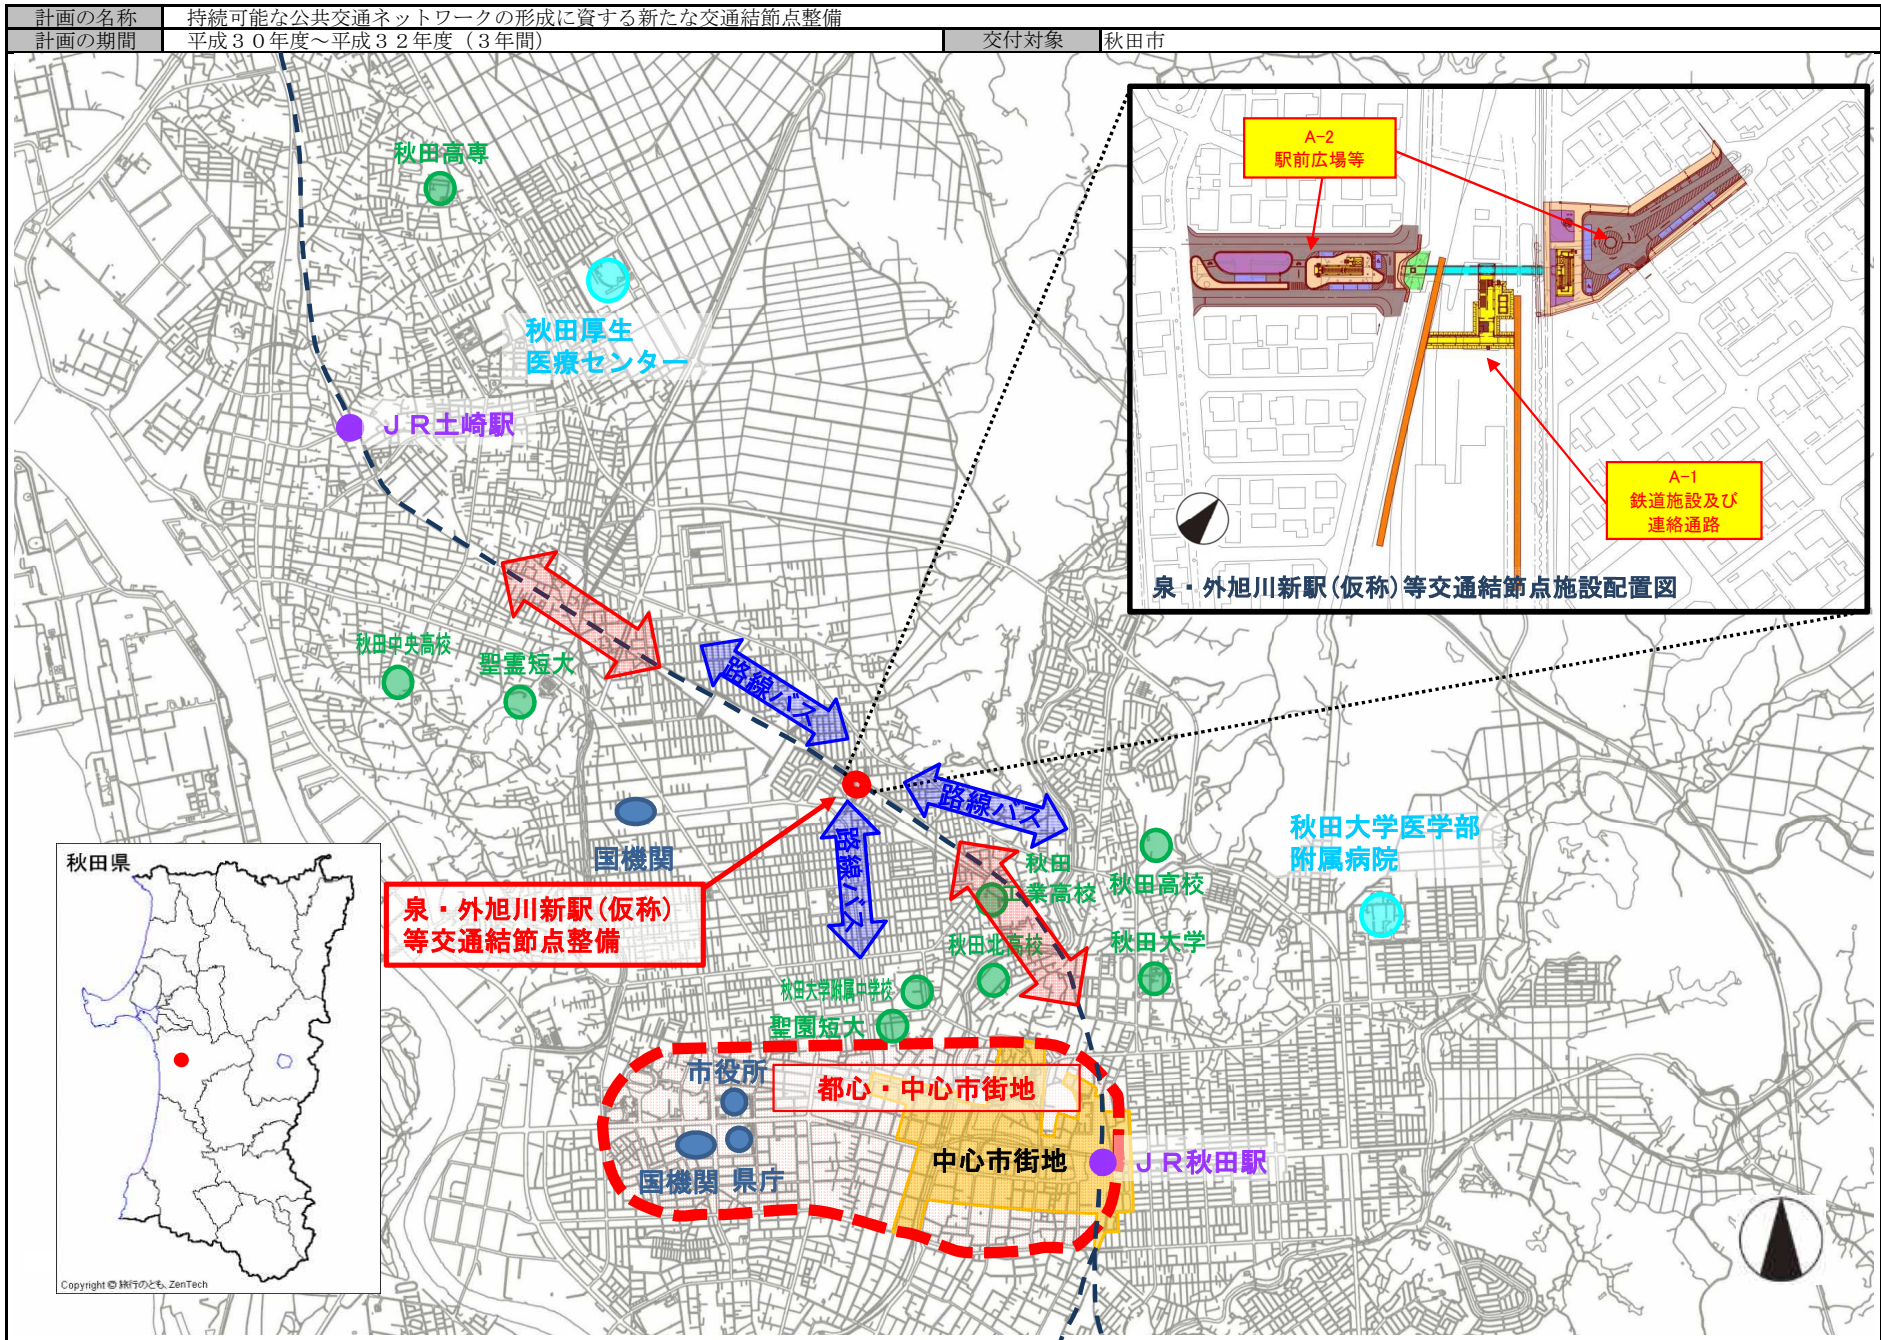 計画の名称
持続可能な公共交通ネットワークの形成に資する新たな交通結節点整備
計画の期間
平成３０年度～平成３２年度（３年間）
交付対象
秋田市
秋田高専
秋田厚生
医療センター
ＪＲ土崎駅
A-2
駅前広場等
A-1
鉄道施設及び
連絡通路
泉・外旭川新駅(仮称)等交通結節点施設配置図
秋田中央高校
聖霊短大
路線バス
路線バス
路線バス
国機関
秋田県
泉・外旭川新駅(仮称)
等交通結節点整備
秋田
工業高校
秋田高校
秋田大学医学部
附属病院
秋田北高校
秋田大学
秋田大学附属中学校
聖園短大
市役所
都心・中心市街地
中心市街地
ＪＲ秋田駅
国機関
県庁
Copyright © 旅行のとも、ZenTech